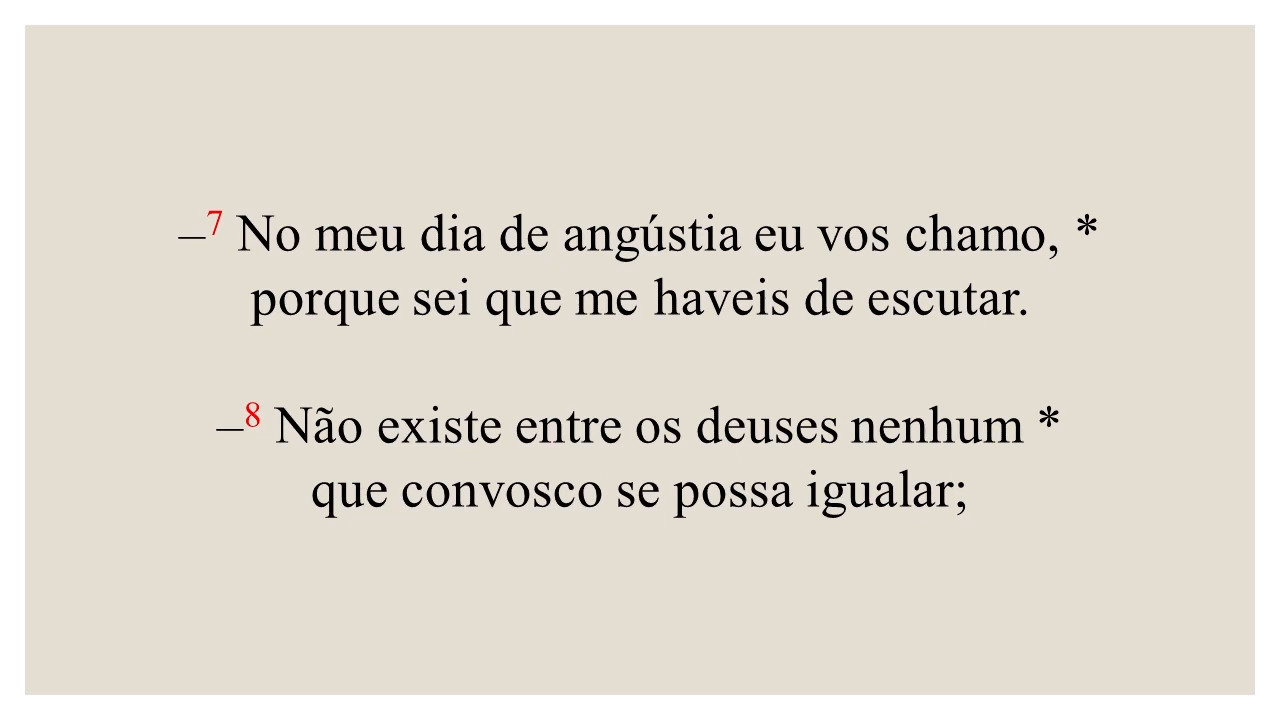 –7 No meu dia de angústia eu vos chamo, *
porque sei que me haveis de escutar.
–8 Não existe entre os deuses nenhum *
que convosco se possa igualar;